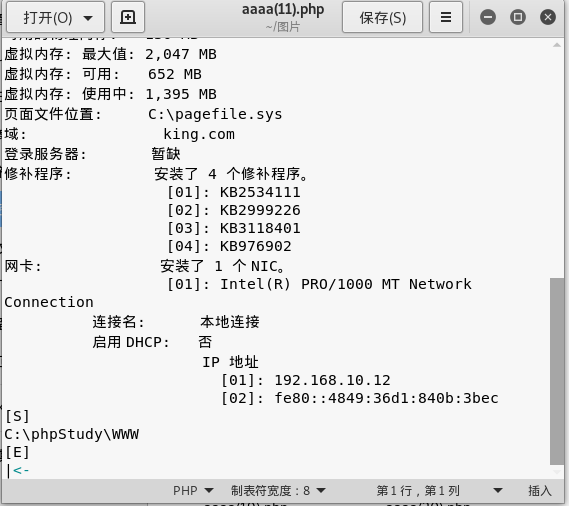 打开(O)
aaaa(11).php
~/图片
保存(S)
虚拟内存: 最大值: 2,047 MB
虚拟内存: 可用: 652 MB
虚拟内存: 使用中: 1,395 MB
页面文件位置: C:\pagefile.sys
域: king.com
登录服务器: 暂缺
修补程序: 安装了 4 个修补程序。
[01]: KB2534111
[02]: KB2999226
[03]: KB3118401
[04]: KB976902
网卡: 安装了 1 个 NIC。
[01]: Intel(R) PRO/1000 MT Network
Connection
连接名: 本地连接
启用 DHCP: 否
IP 地址
[01]: 192.168.10.12
[02]: fe80::4849:36d1:840b:3bec
[S]
C:\phpStudy\WWW
[E]
|<-
PHP 制表符宽度：8 第1行，第1列 插入